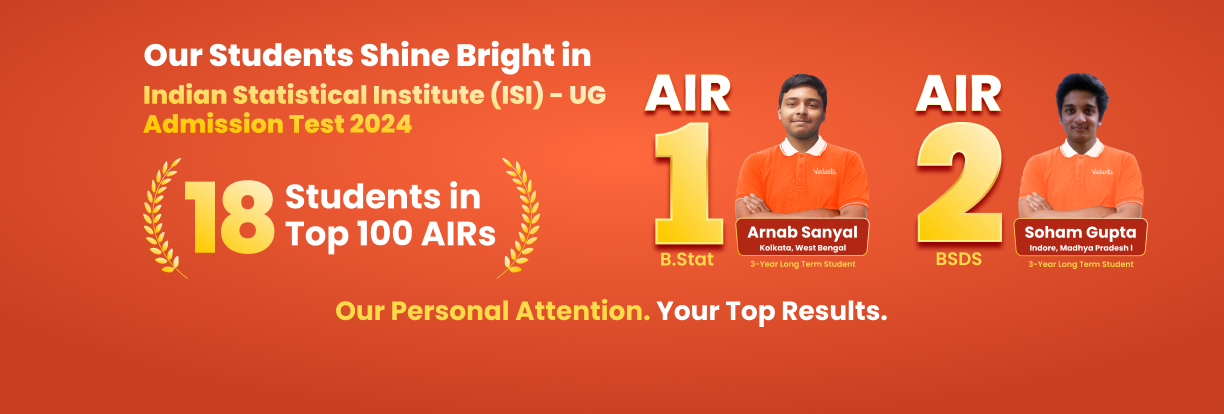 Our Students Shine Bright in
Indian Statistical Institute (ISI) - UG
Admission Test 2024
18 Students in
Top 100 AIRs
AIR
1
B.Stat
Vedantu
Arnab Sanyal
Kolkata, West Bengal
3-Year Long Term Student
AIR
2
BSDS
Vedantu
Soham Gupta
Indore, Madhya Pradesh I
3-Year Long Term Student
Our Personal Attention. Your Top Results.